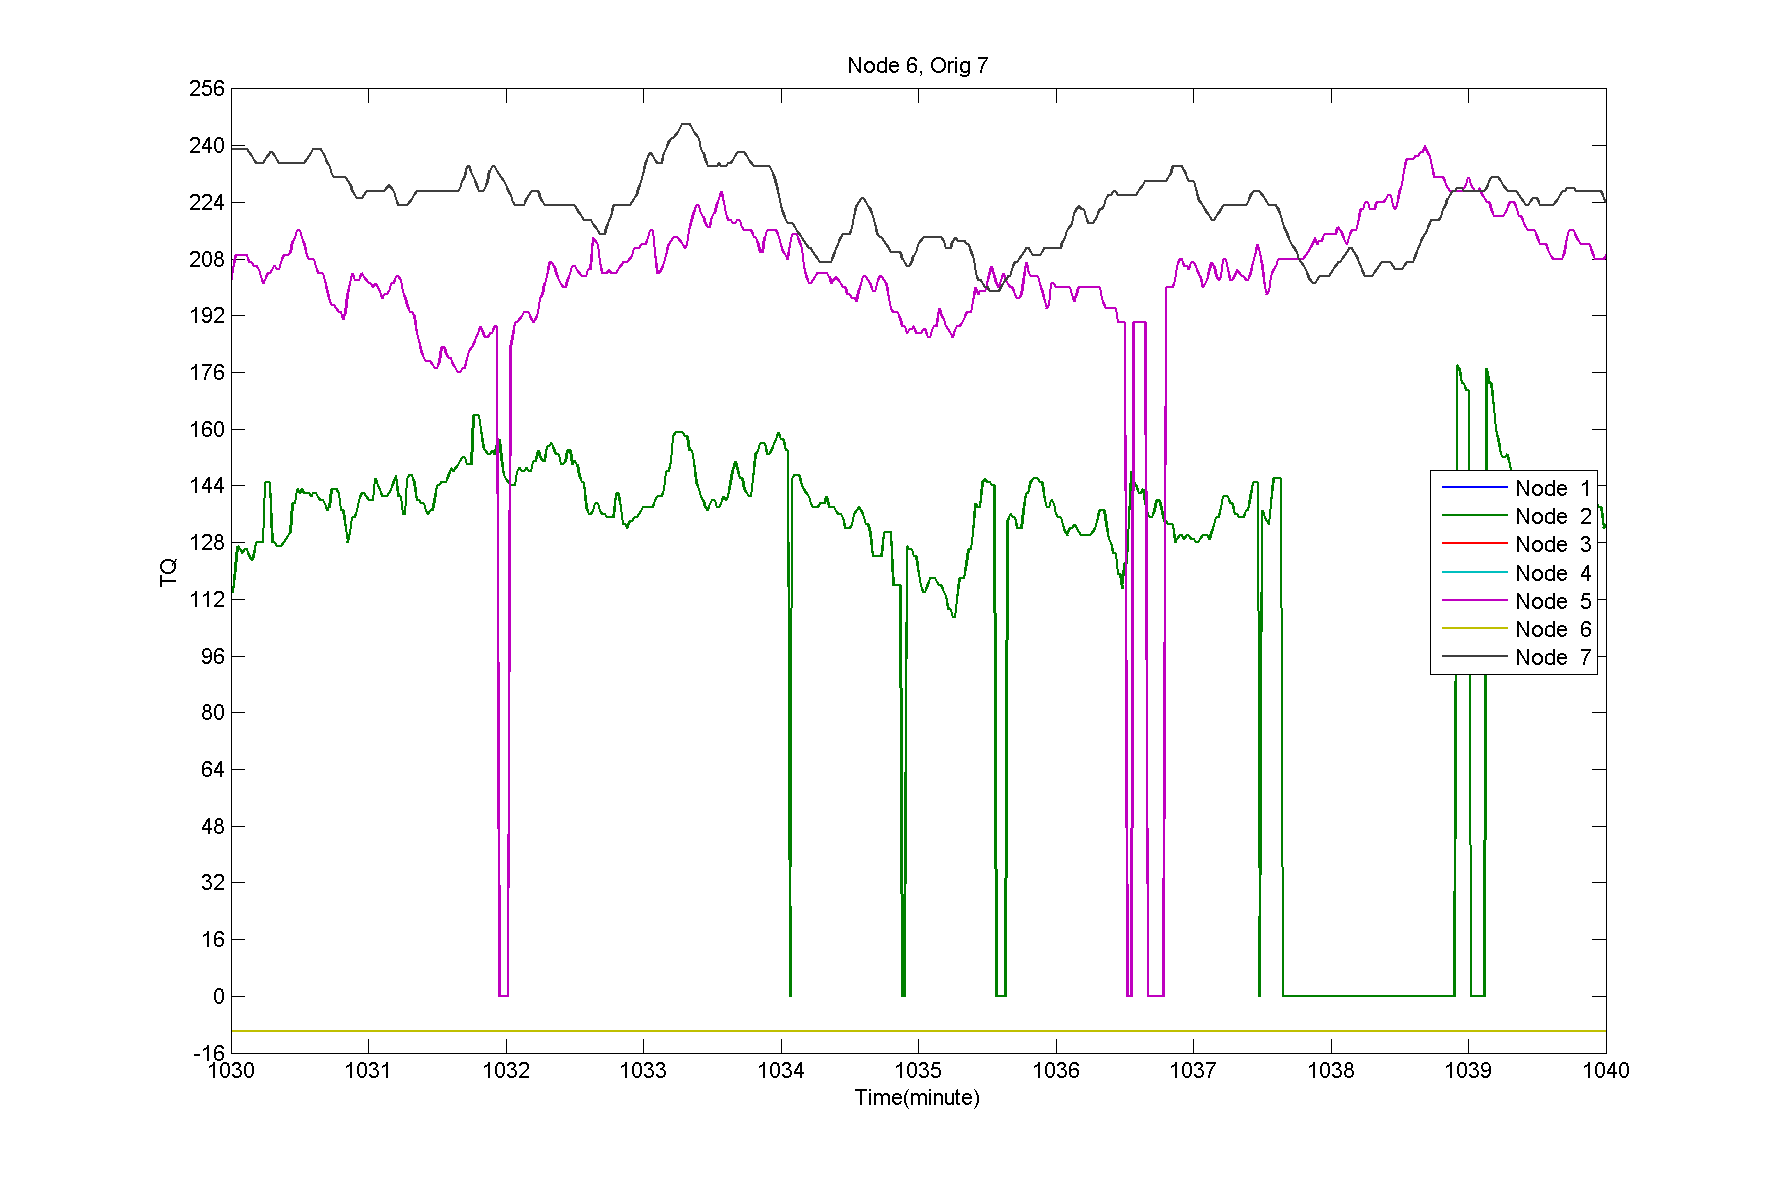 Node 6, Orig 7
256
240
224
208
192
176
160
144
128
112
96
80
64
48
32
16
0
-16
TQ
Node 1
Node 2
Node 3
Node 4
Node 5
Node 6
Node 7
1030 1031 1032 1033 1034 1035 1036 1037 1038 1039 1040
Time(minute)